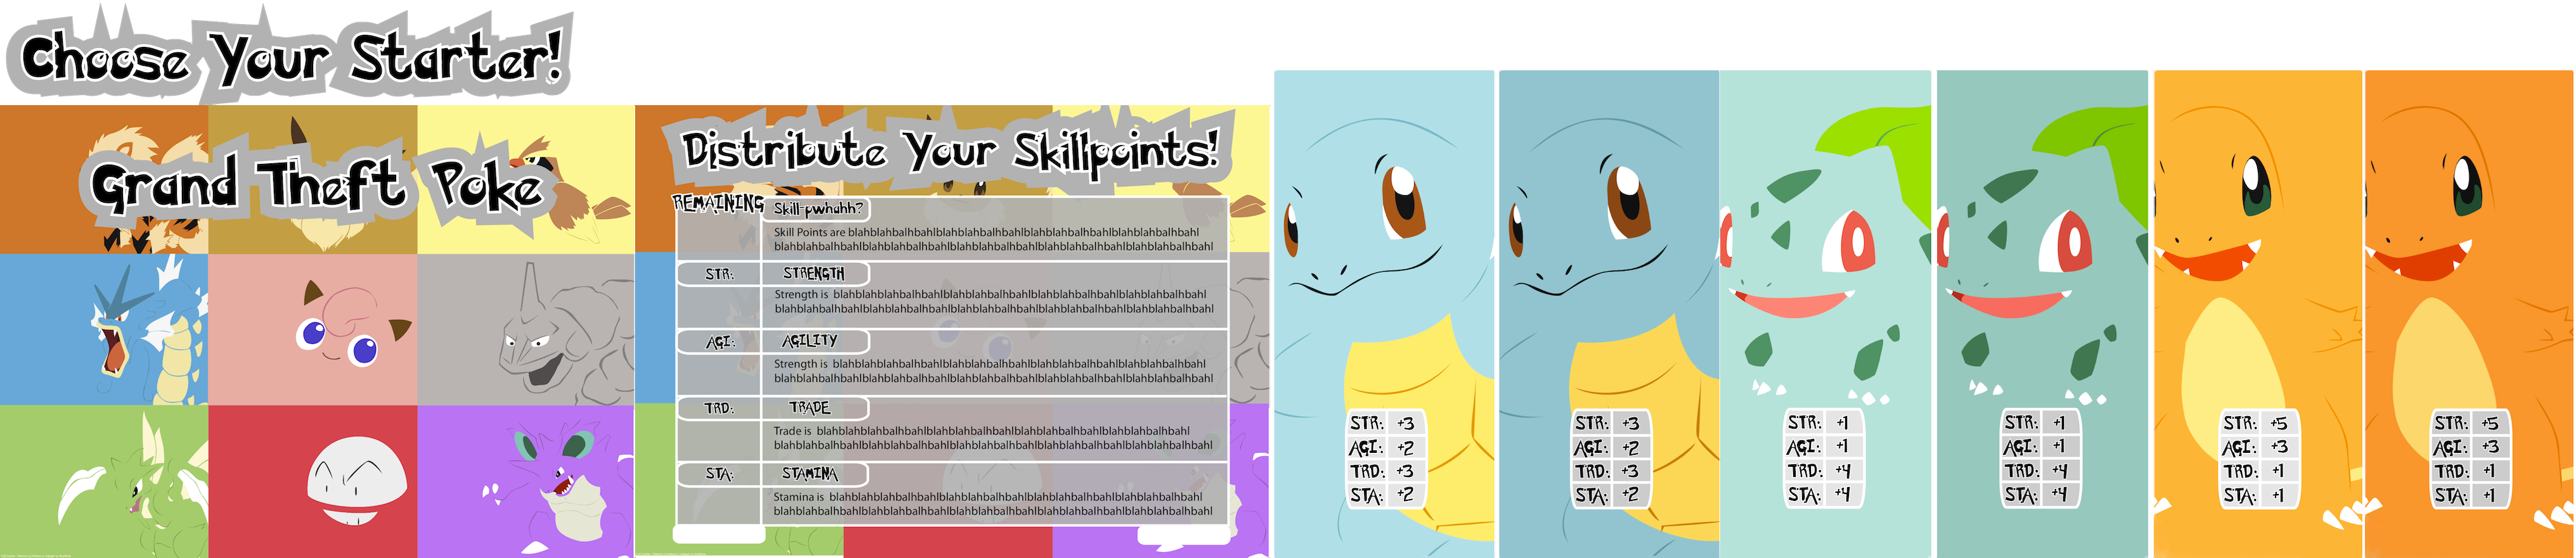 Choose Your Starter!
Grand Theft Poke
Distribute Your Skillpoints!
REMAINING
Skill-pwhahh?
Skill Points are blahblahbalhbahlblahblahbalhbahlblahblahbalhbahlblahblahbalhbahl
blahblahbalhbahlblahblahbalhbahlblahblahbalhbahlblahblahbalhbahlblahblahbalhbahl
STR:
STRENGTH
Strength is blahblahblahbalhbahlblahblahbalhbahlblahblahbalhbahlblahblahbalhbahl
blahblahbalhbahlblahblahbalhbahlblahblahbalhbahlblahblahbalhbahlblahblahbalhbahl
AGI:
AGILITY
Strength is blahblahblahbalhbahlblahblahbalhbahlblahblahbalhbahlblahblahbalhbahl
blahblahbalhbahlblahblahbalhbahlblahblahbalhbahlblahblahbalhbahlblahblahbalhbahl
TRD:
TRADE
Trade is blahblahblahbalhbahlblahblahbalhbahlblahblahbalhbahlblahblahbalhbahl
blahblahbalhbahlblahblahbalhbahlblahblahbalhbahlblahblahbalhbahlblahblahbalhbahl
STA:
STAMINA
Stamina is blahblahblahbalhbahlblahblahbalhbahlblahblahbalhbahlblahblahbalhbahl
blahblahbalhbahlblahblahbalhbahlblahblahbalhbahlblahblahbalhbahlblahblahbalhbahl
STR: +3
AGI: +2
TRD: +3
STA: +2
STR: +3
AGI: +2
TRD: +3
STA: +2
STR: +1
AGI: +1
TRD: +4
STA: +4
STR: +1
AGI: +1
TRD: +4
STA: +4
STR: +5
AGI: +3
TRD: +1
STA: +1
STR: +5
AGI: +3
TRD: +1
STA: +1